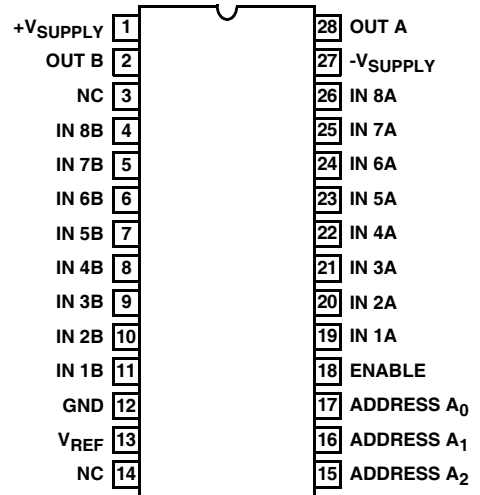 +VSUPPLY 1 28 OUT A
OUT B 2 27 -VSUPPLY
NC 3 26 IN 8A
IN 8B 4 25 IN 7A
IN 7B 5 24 IN 6A
IN 6B 6 23 IN 5A
IN 5B 7 22 IN 4A
IN 4B 8 21 IN 3A
IN 3B 9 20 IN 2A
IN 2B 10 19 IN 1A
IN 1B 11 18 ENABLE
GND 12 17 ADDRESS A0
VREF 13 16 ADDRESS A1
NC 14 15 ADDRESS A2